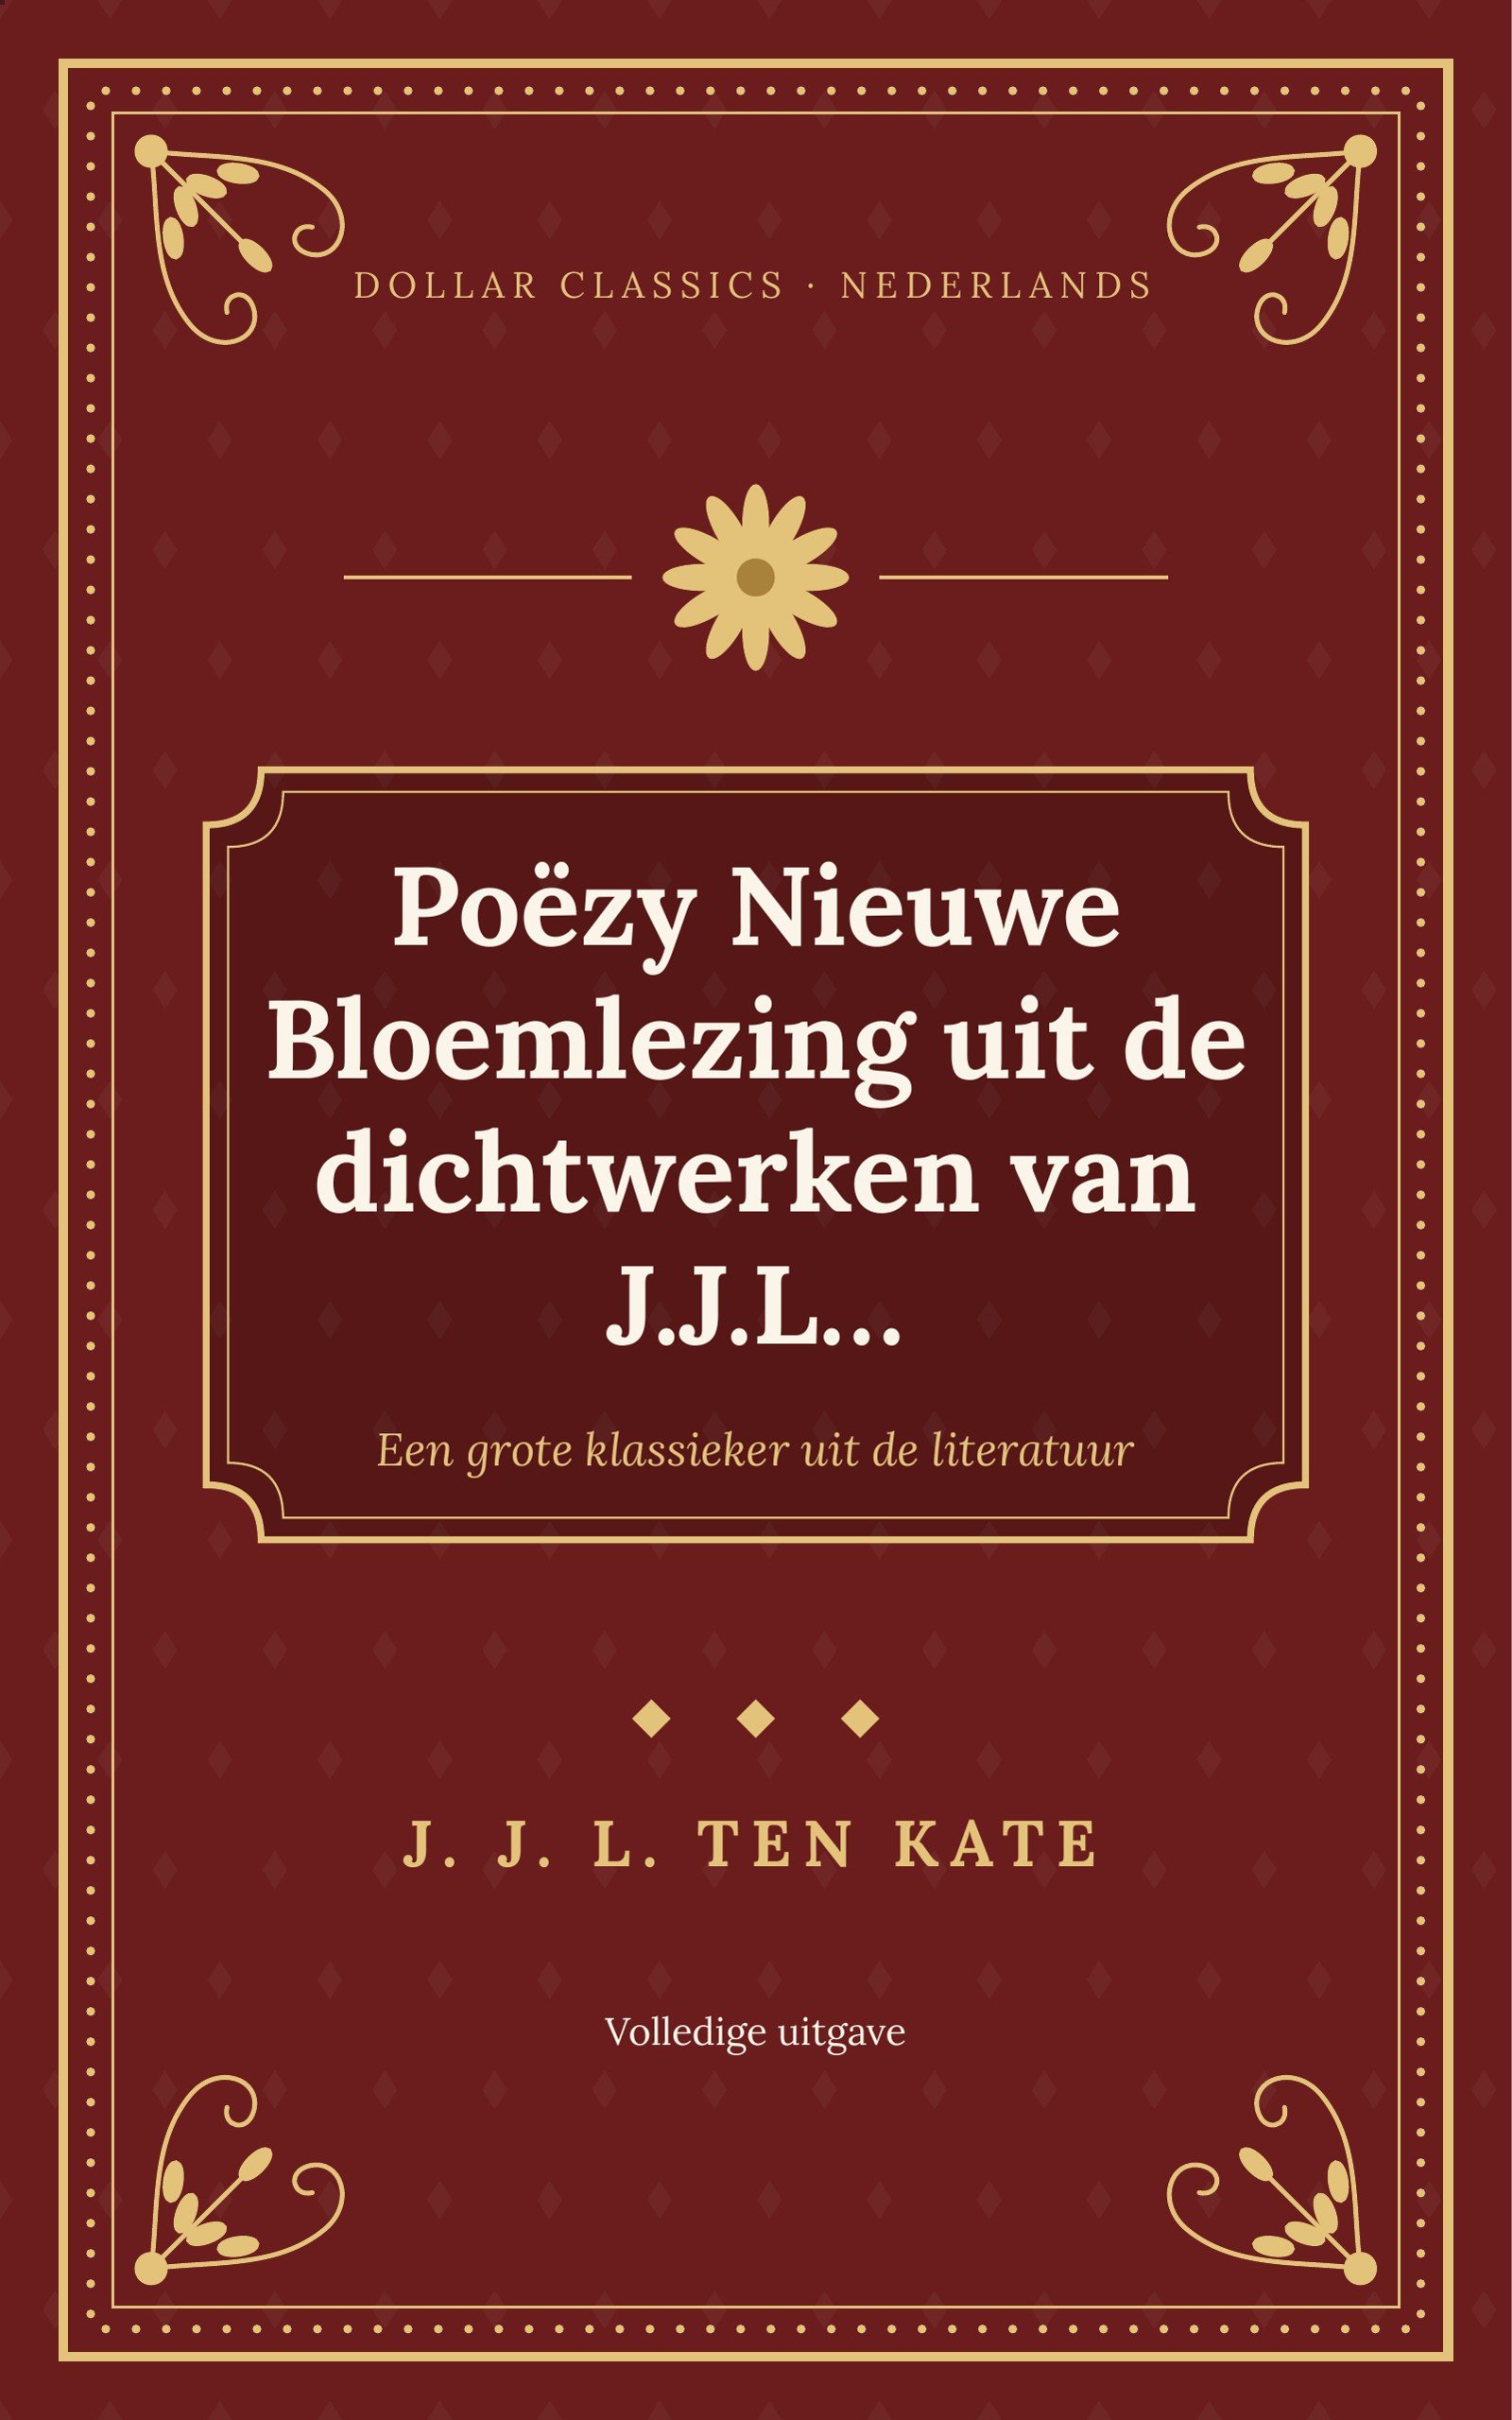 DOLLAR CLASSICS · NEDERLANDS
Poëzy Nieuwe
Bloemlezing uit de
dichtwerken van
J.J.L...
Een grote klassieker uit de literatuur
J. J. L. TEN KATE
Volledige uitgave